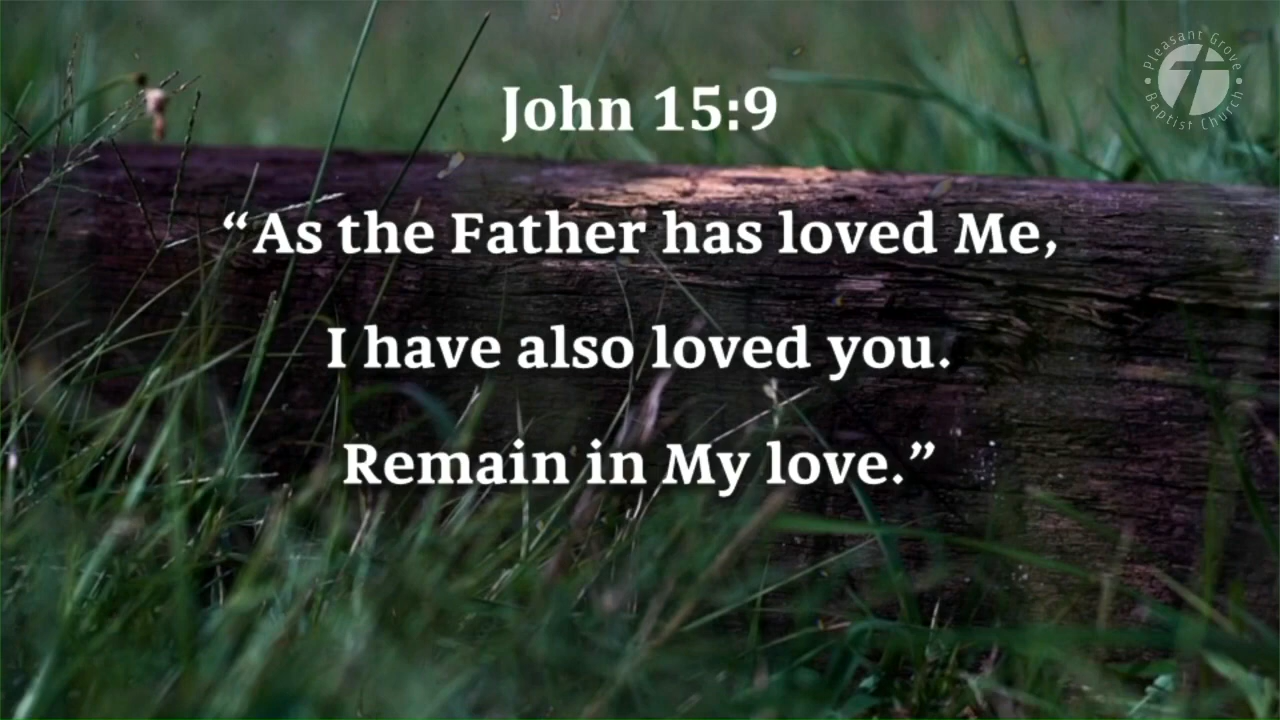 Pleasant Grove
Baptist Church
John 15:9
“As the Father has loved Me,
I have also loved you.
Remain in My love.”